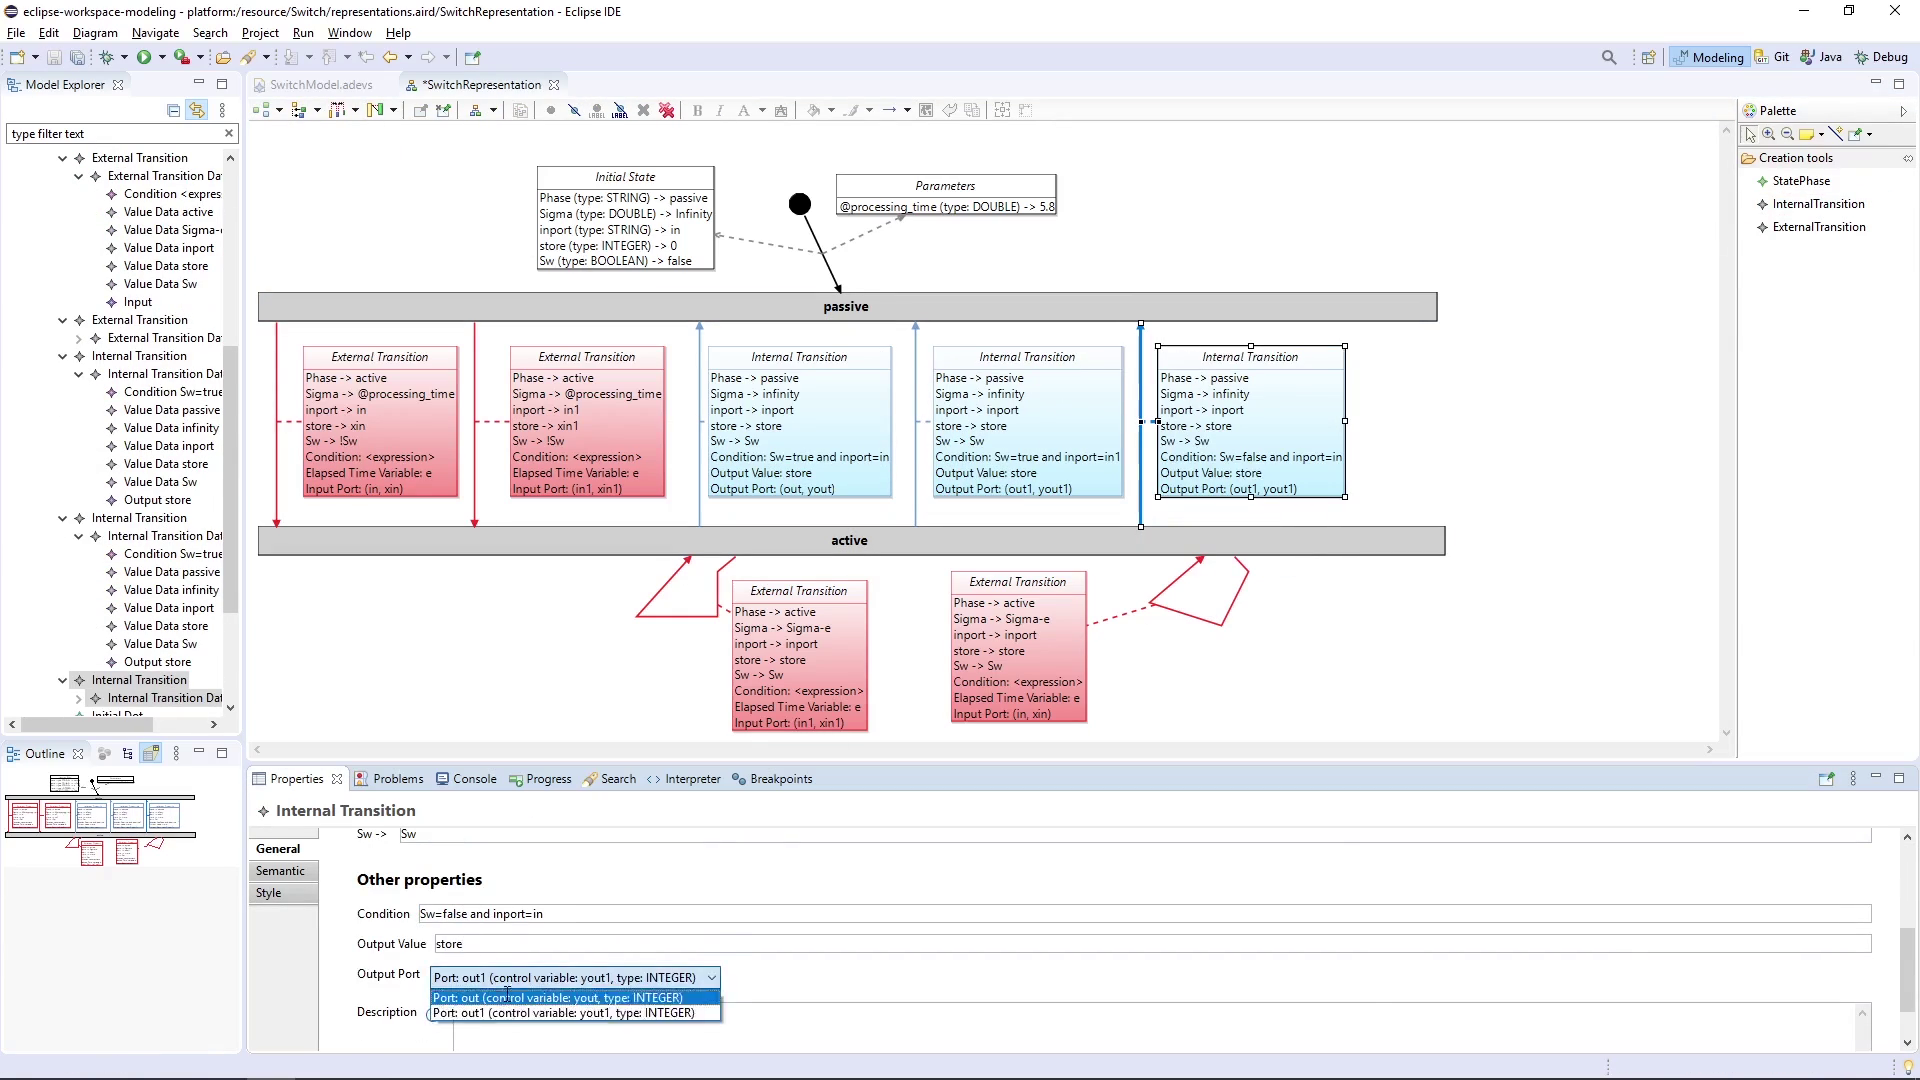 eclipse-workspace-modeling - platform:/resource/Switch/representations.aird/SwitchRepresentation - Eclipse IDE
File Edit Diagram Navigate Search Project Run Window Help
Modeling Git Java Debug
Model Explorer
type filter text
External Transition
External Transition Da
Condition <expres
Value Data active
Value Data Sigma-
Value Data inport
Value Data store
Value Data Sw
Input
External Transition
External Transition Da
Internal Transition
Internal Transition Dat
Condition Sw=true
Value Data passive
Value Data infinity
Value Data inport
Value Data store
Value Data Sw
Output store
Internal Transition
Internal Transition Dat
Condition Sw=true
Value Data passive
Value Data infinity
Value Data inport
Value Data store
Value Data Sw
Output store
Internal Transition
Internal Transition Dat
Initial Dot
Outline
SwitchModel.adevs
*SwitchRepresentation
Initial State
Phase (type: STRING) -> passive
Sigma (type: DOUBLE) -> Infinity
inport (type: STRING) -> in
store (type: INTEGER) -> 0
Sw (type: BOOLEAN) -> false
Parameters
@processing_time (type: DOUBLE) -> 5.8
passive
External Transition
Phase -> active
Sigma -> @processing_time
inport -> in
store -> xin
Sw -> !Sw
Condition: <expression>
Elapsed Time Variable: e
Input Port: (in, xin)
External Transition
Phase -> active
Sigma -> @processing_time
inport -> in1
store -> xin1
Sw -> !Sw
Condition: <expression>
Elapsed Time Variable: e
Input Port: (in1, xin1)
Internal Transition
Phase -> passive
Sigma -> infinity
inport -> inport
store -> store
Sw -> Sw
Condition: Sw=true and inport=in
Output Value: store
Output Port: (out, yout)
Internal Transition
Phase -> passive
Sigma -> infinity
inport -> inport
store -> store
Sw -> Sw
Condition: Sw=true and inport=in1
Output Value: store
Output Port: (out1, yout1)
Internal Transition
Phase -> passive
Sigma -> infinity
inport -> inport
store -> store
Sw -> Sw
Condition: Sw=false and inport=in
Output Value: store
Output Port: (out1, yout1)
active
External Transition
Phase -> active
Sigma -> Sigma-e
inport -> inport
store -> store
Sw -> Sw
Condition: <expression>
Elapsed Time Variable: e
Input Port: (in1, xin1)
External Transition
Phase -> active
Sigma -> Sigma-e
inport -> inport
store -> store
Sw -> Sw
Condition: <expression>
Elapsed Time Variable: e
Input Port: (in, xin)
Palette
Creation tools
StatePhase
InternalTransition
ExternalTransition
Properties Problems Console Progress Search Interpreter Breakpoints
Internal Transition
General
Semantic
Style
Sw -> Sw
Other properties
Condition Sw=false and inport=in
Output Value store
Output Port Port: out1 (control variable: yout1, type: INTEGER)
Port: out (control variable: yout, type: INTEGER)
Port: out1 (control variable: yout1, type: INTEGER)
Description